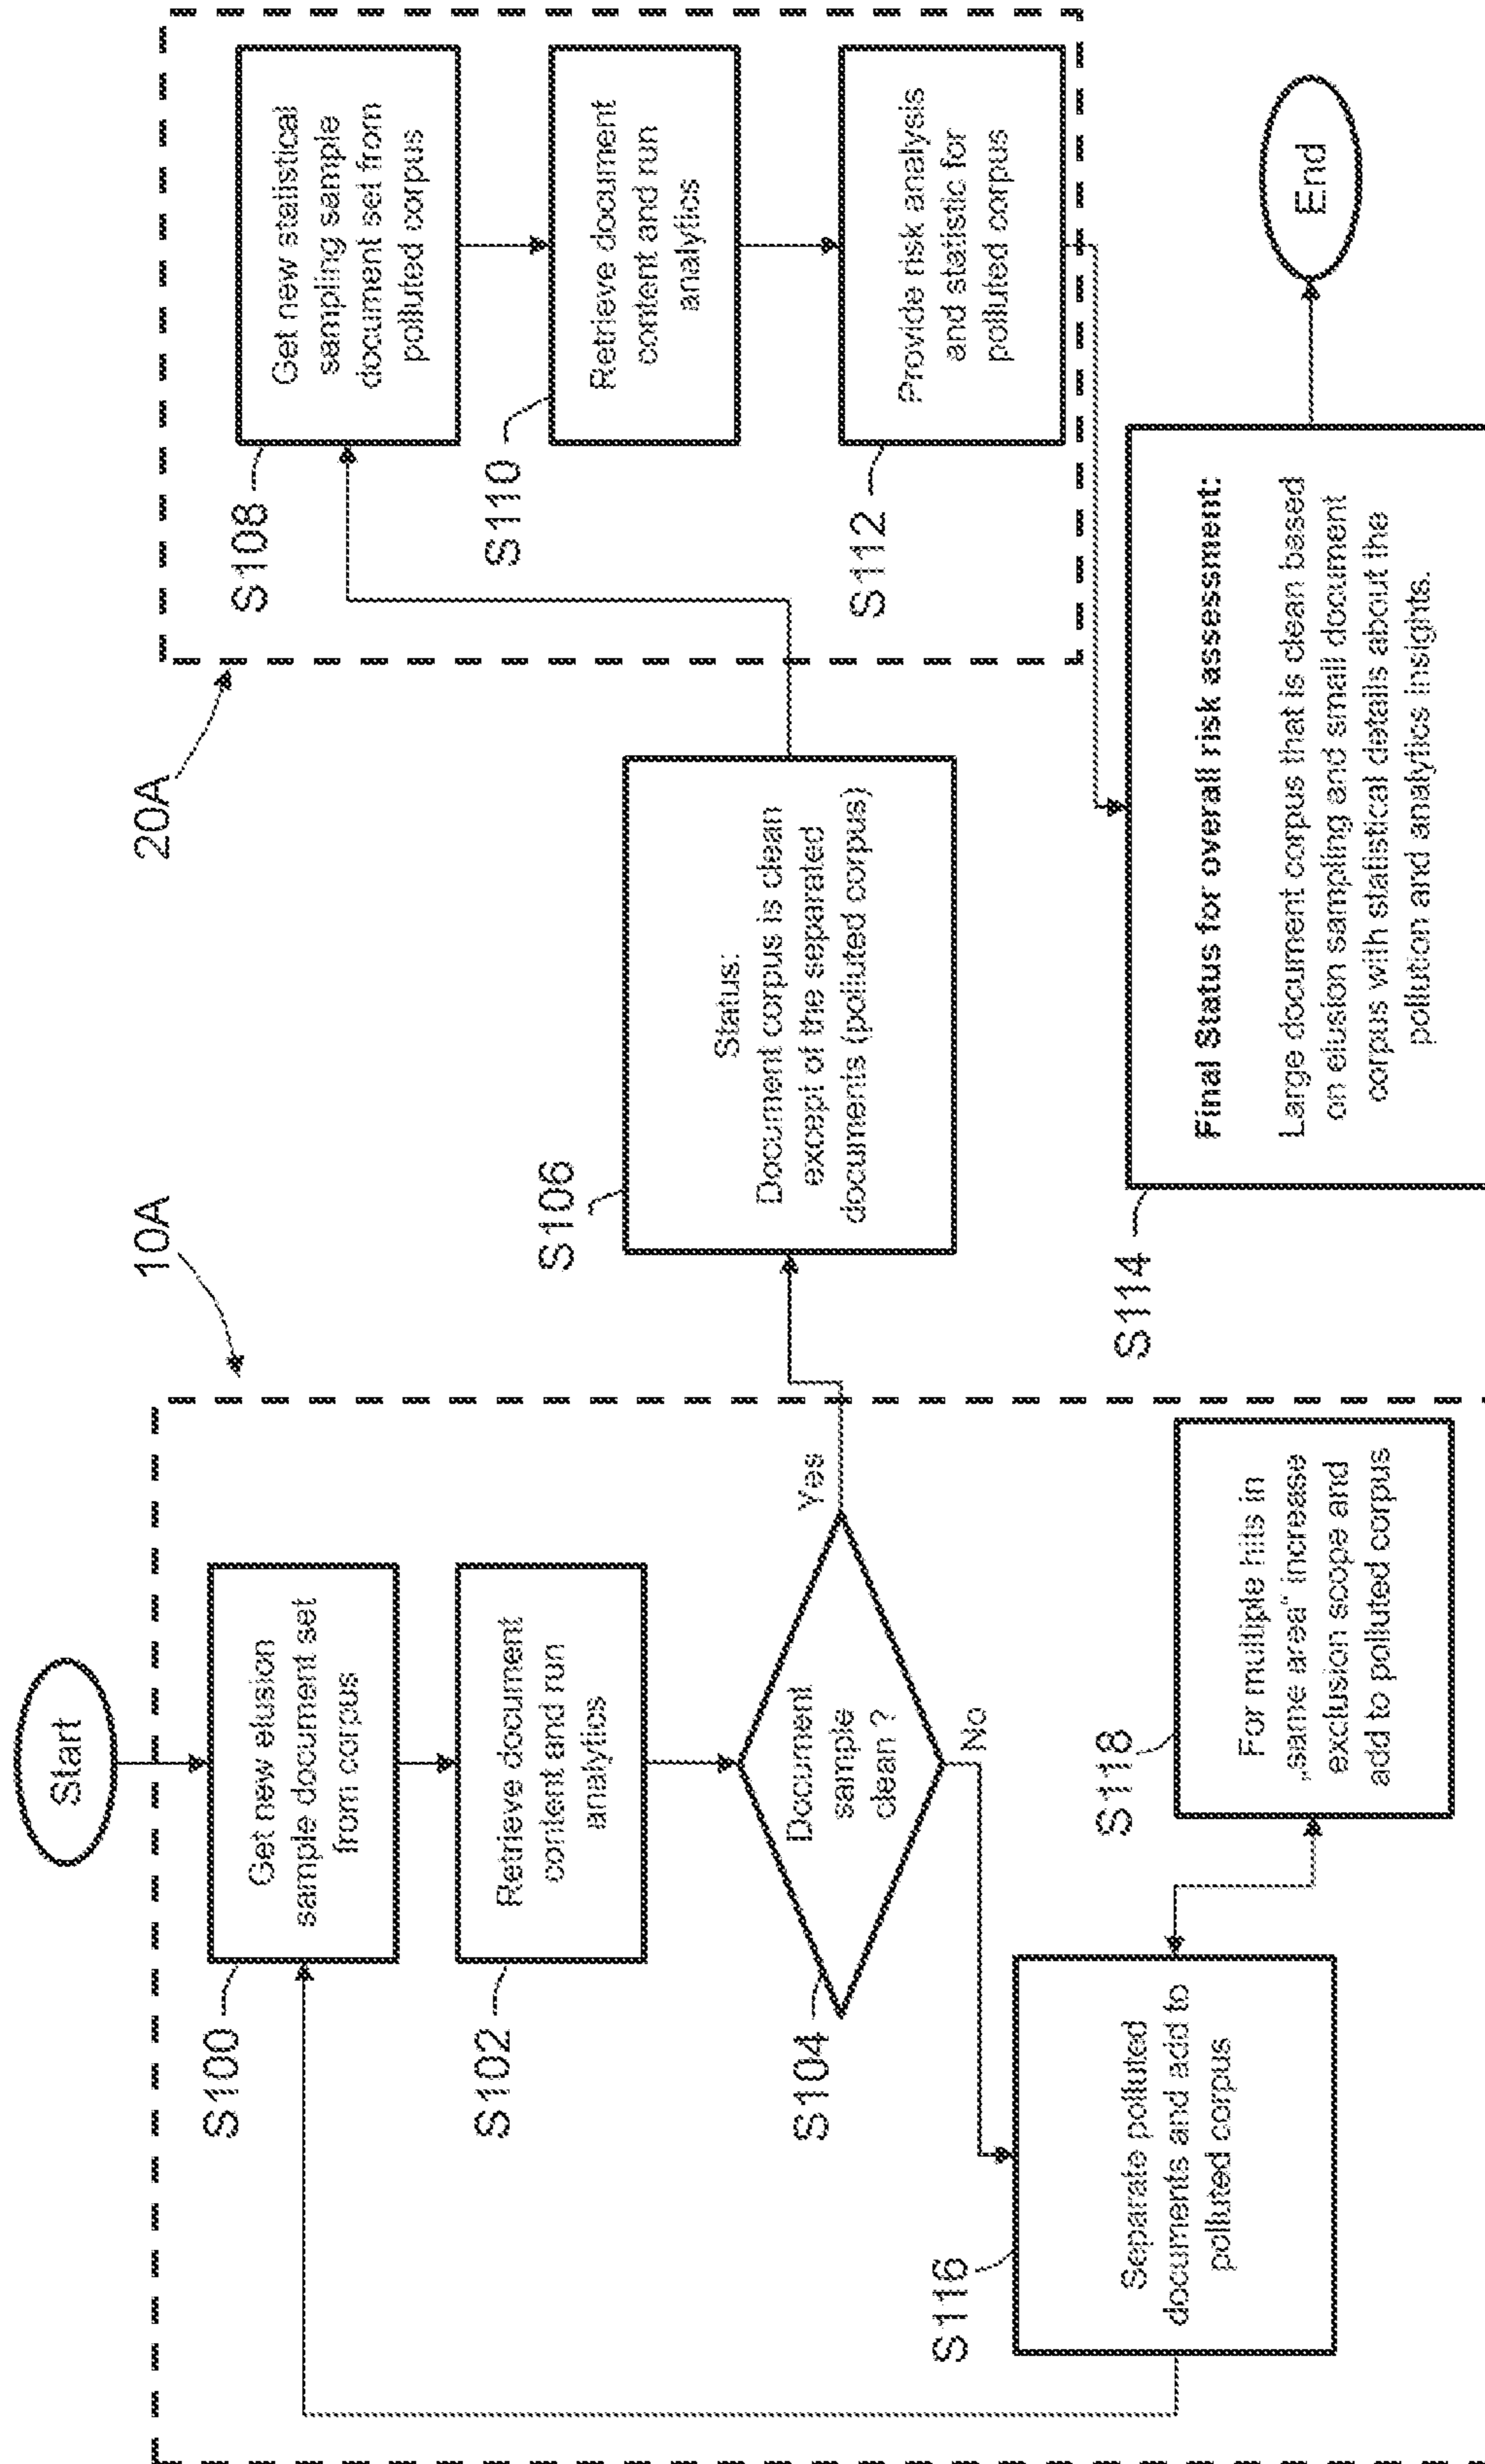 Start
10A
S100
Get new elusion
sample document set
from corpus
S102
Retrieve document
content and run
analytics
S104
Document
sample
clean ?
Yes
No
S116
Separate polluted
documents and add to
polluted corpus
S118
For multiple hits in
„same area“ increase
exclusion scope and
add to polluted corpus
S106
Status:
Document corpus is clean
except of the separated
documents (polluted corpus)
20A
S108
Get new statistical
sampling sample
document set from
polluted corpus
S110
Retrieve document
content and run
analytics
S112
Provide risk analysis
and statistic for
polluted corpus
S114
Final Status for overall risk assessment:
Large document corpus that is clean based
on elusion sampling and small document
corpus with statistical details about the
pollution and analytics insights.
End